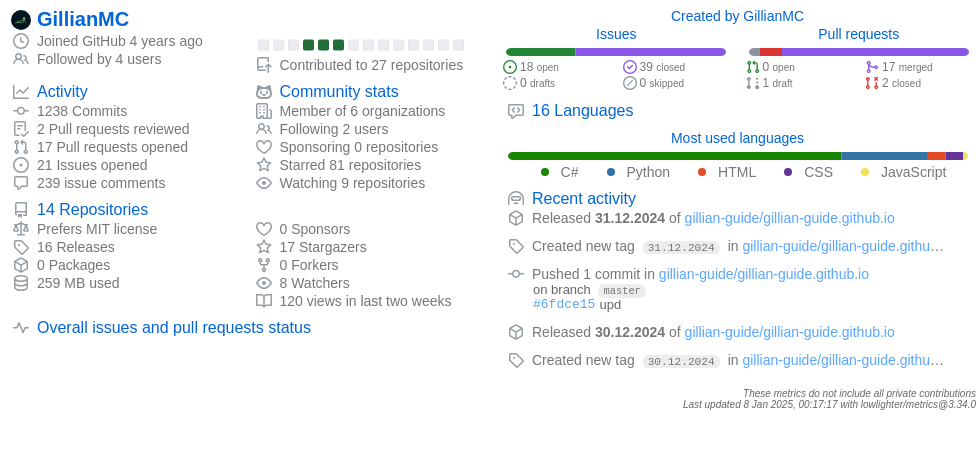 GillianMC
Joined GitHub 4 years ago
Followed by 4 users
Contributed to 27 repositories
Activity
1238 Commits
2 Pull requests reviewed
17 Pull requests opened
21 Issues opened
239 issue comments
Community stats
Member of 6 organizations
Following 2 users
Sponsoring 0 repositories
Starred 81 repositories
Watching 9 repositories
14 Repositories
Prefers MIT license
16 Releases
0 Packages
259 MB used
0 Sponsors
17 Stargazers
0 Forkers
8 Watchers
120 views in last two weeks
Overall issues and pull requests status
Created by GillianMC
Issues
18 open
39 closed
0 drafts
0 skipped
Pull requests
0 open
17 merged
1 draft
2 closed
16 Languages
Most used languages
C# Python HTML CSS JavaScript
Recent activity
Released 31.12.2024 of gillian-guide/gillian-guide.github.io
Created new tag 31.12.2024 in gillian-guide/gillian-guide.githu…
Pushed 1 commit in gillian-guide/gillian-guide.github.io
on branch master
#6fdce15 upd
Released 30.12.2024 of gillian-guide/gillian-guide.github.io
Created new tag 30.12.2024 in gillian-guide/gillian-guide.githu…
These metrics do not include all private contributions
Last updated 8 Jan 2025, 00:17:17 with lowlighter/metrics@3.34.0